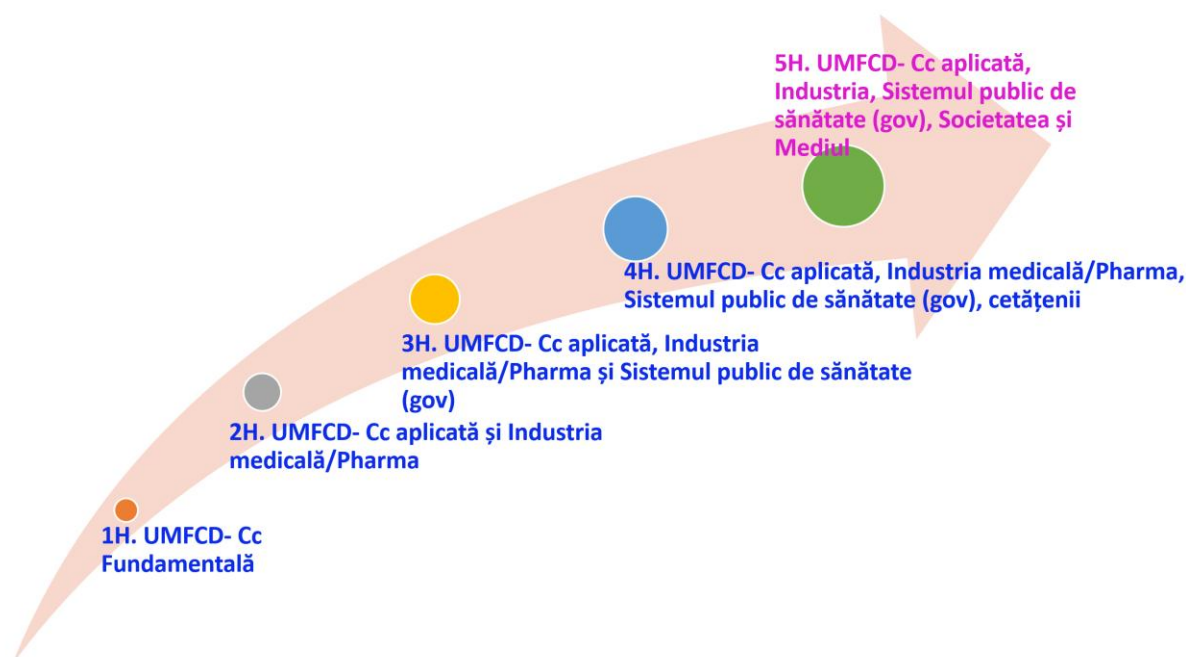 5H. UMFCD- Cc aplicată,
Industria, Sistemul public de
sănătate (gov), Societatea și
Mediul
4H. UMFCD- Cc aplicată, Industria medicală/Pharma,
Sistemul public de sănătate (gov), cetățenii
3H. UMFCD- Cc aplicată, Industria
medicală/Pharma și Sistemul public de sănătate
(gov)
2H. UMFCD- Cc aplicată și Industria
medicală/Pharma
1H. UMFCD- Cc
Fundamentală